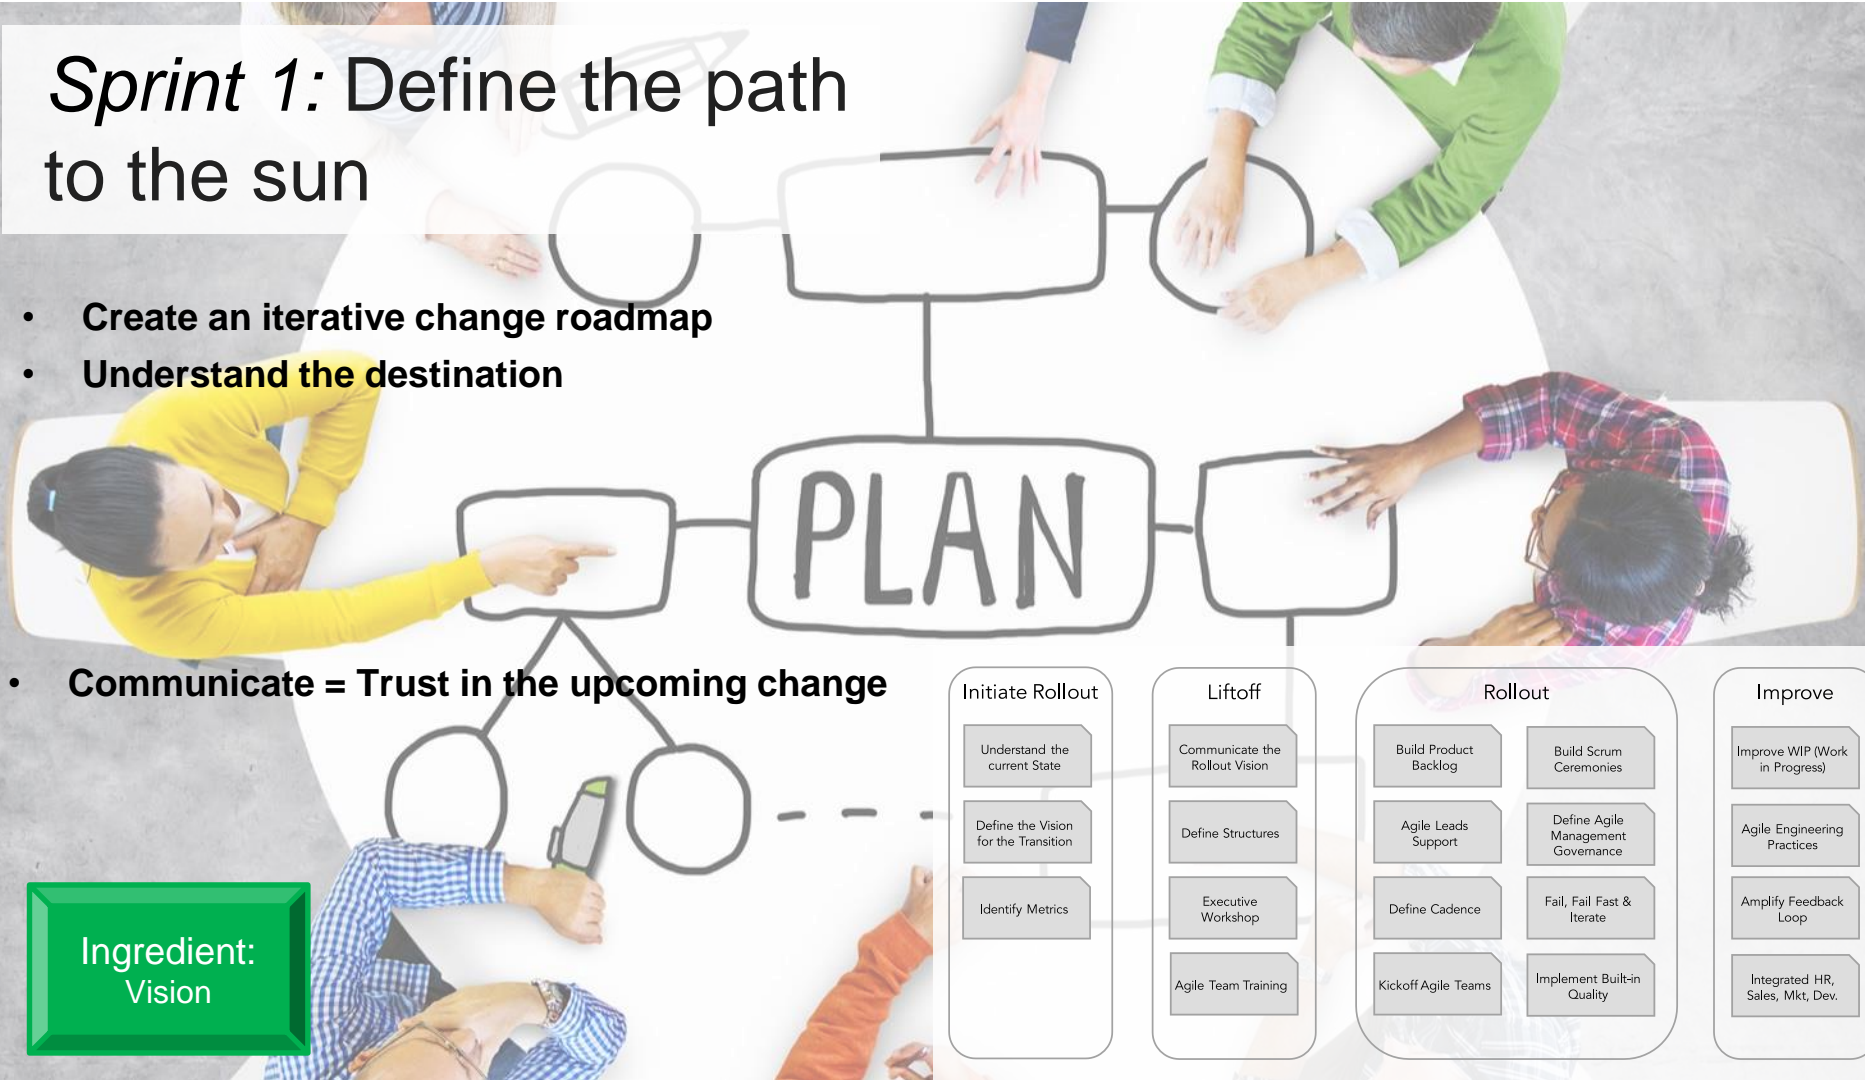 Sprint 1: Define the path
to the sun
• Create an iterative change roadmap
• Understand the destination
PLAN
• Communicate = Trust in the upcoming change
Ingredient:
Vision
Initiate Rollout
Understand the
current State
Define the Vision
for the Transition
Identify Metrics
Liftoff
Communicate the
Rollout Vision
Define Structures
Executive
Workshop
Agile Team Training
Rollout
Build Product
Backlog
Agile Leads
Support
Define Cadence
Kickoff Agile Teams
Build Scrum
Ceremonies
Define Agile
Management
Governance
Fail, Fail Fast &
Iterate
Implement Built-in
Quality
Improve
Improve WIP (Work
in Progress)
Agile Engineering
Practices
Amplify Feedback
Loop
Integrated HR,
Sales, Mkt, Dev.